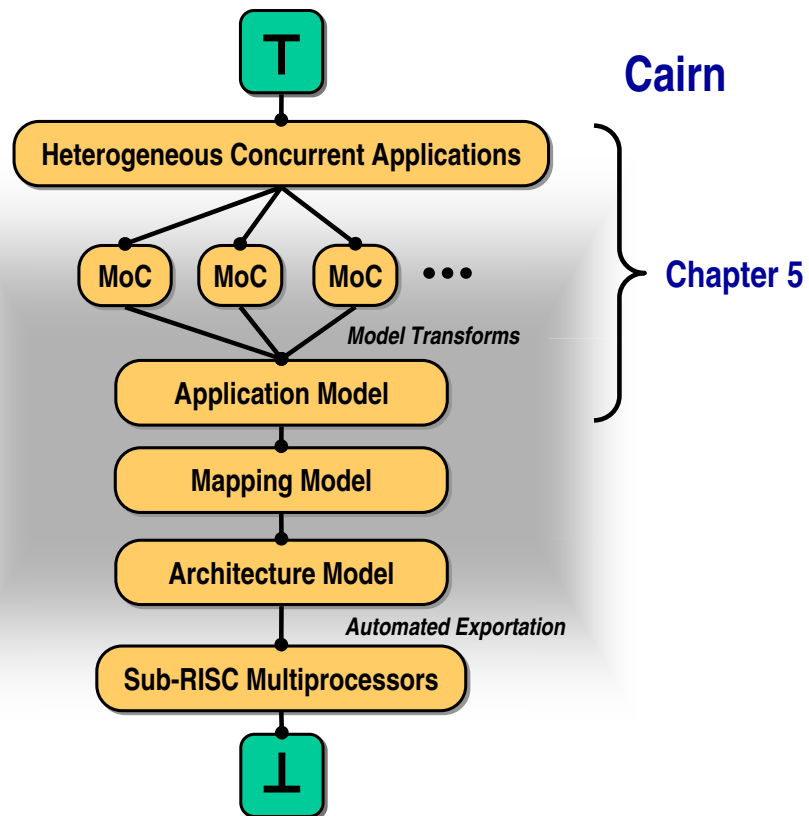 ⊤
Cairn
Heterogeneous Concurrent Applications
MoC MoC MoC •••
Chapter 5
Model Transforms
Application Model
Mapping Model
Architecture Model
Automated Exportation
Sub-RISC Multiprocessors
⊥